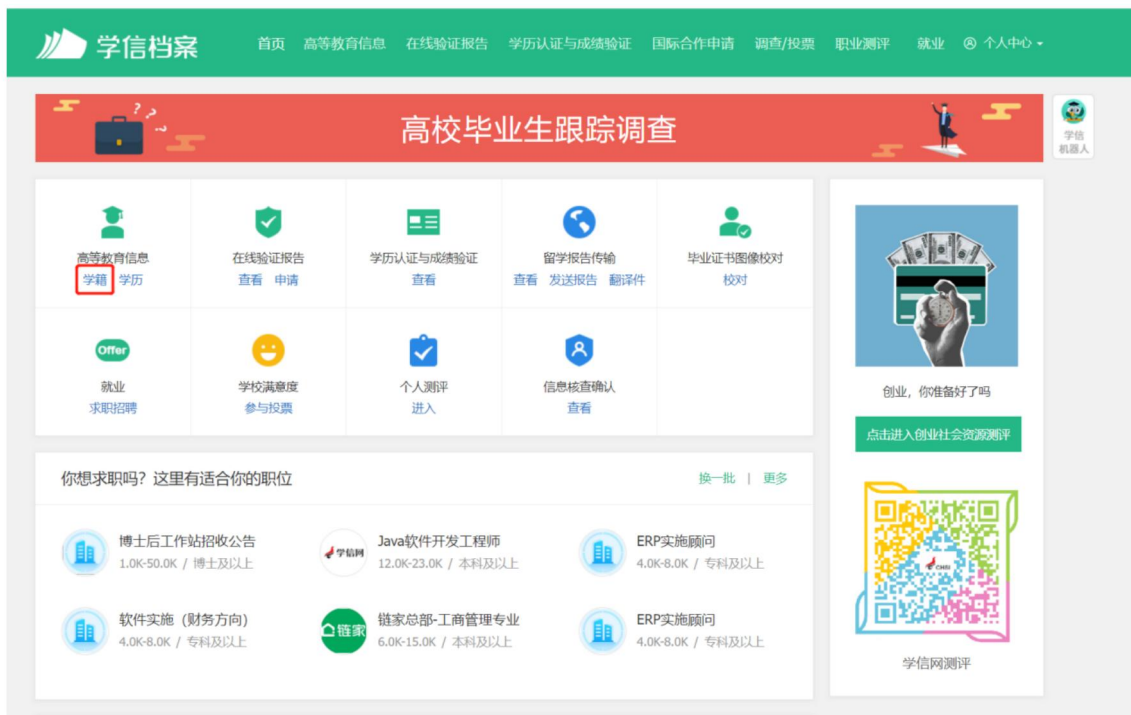 学信档案
首页 高等教育信息 在线验证报告 学历认证与成绩验证 国际合作申请 调查/投票 职业测评 就业 个人中心
? ? ?
高校毕业生跟踪调查
学信
机器人
高等教育信息 在线验证报告 学历认证与成绩验证 留学报告传输 毕业证书图像校对
学籍 学历 查看 申请 查看 查看 发送报告 翻译件 校对
Offer
就业 学校满意度 个人测评 信息核查确认
求职招聘 参与投票 进入 查看
创业，你准备好了吗
点击进入创业社会资源测评
你想求职吗？这里有适合你的职位 换一批 | 更多
博士后工作站招收公告 学信网 Java软件开发工程师 ERP实施顾问
1.0K-50.0K / 博士及以上 12.0K-23.0K / 本科及以上 4.0K-8.0K / 专科及以上
软件实施（财务方向） 链家 链家总部-工商管理专业 ERP实施顾问
4.0K-8.0K / 专科及以上 6.0K-15.0K / 本科及以上 4.0K-8.0K / 专科及以上
CHSI
学信网测评